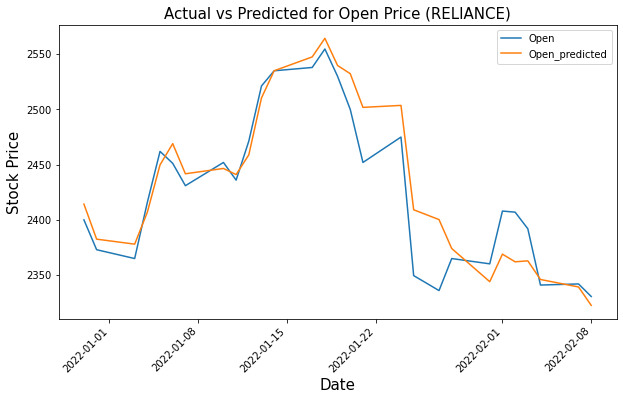 Actual vs Predicted for Open Price (RELIANCE)
Open
Open_predicted
Stock Price
2550
2500
2450
2400
2350
2022-01-01
2022-01-08
2022-01-15
2022-01-22
2022-02-01
2022-02-08
Date